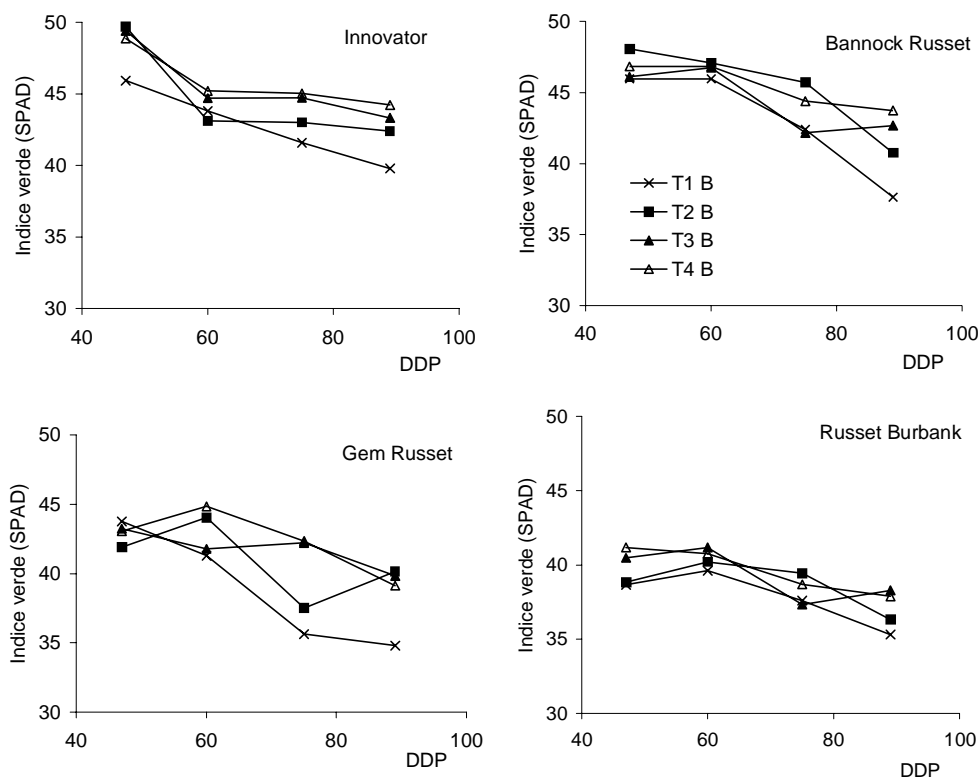 Innovator
Indice verde (SPAD)
50
45
40
35
30
40
60
80
100
DDP
Bannock Russet
Indice verde (SPAD)
50
45
40
35
30
T1 B
T2 B
T3 B
T4 B
40
60
80
100
DDP
Gem Russet
Indice verde (SPAD)
50
45
40
35
30
40
60
80
100
DDP
Russet Burbank
Indice verde (SPAD)
50
45
40
35
30
40
60
80
100
DDP